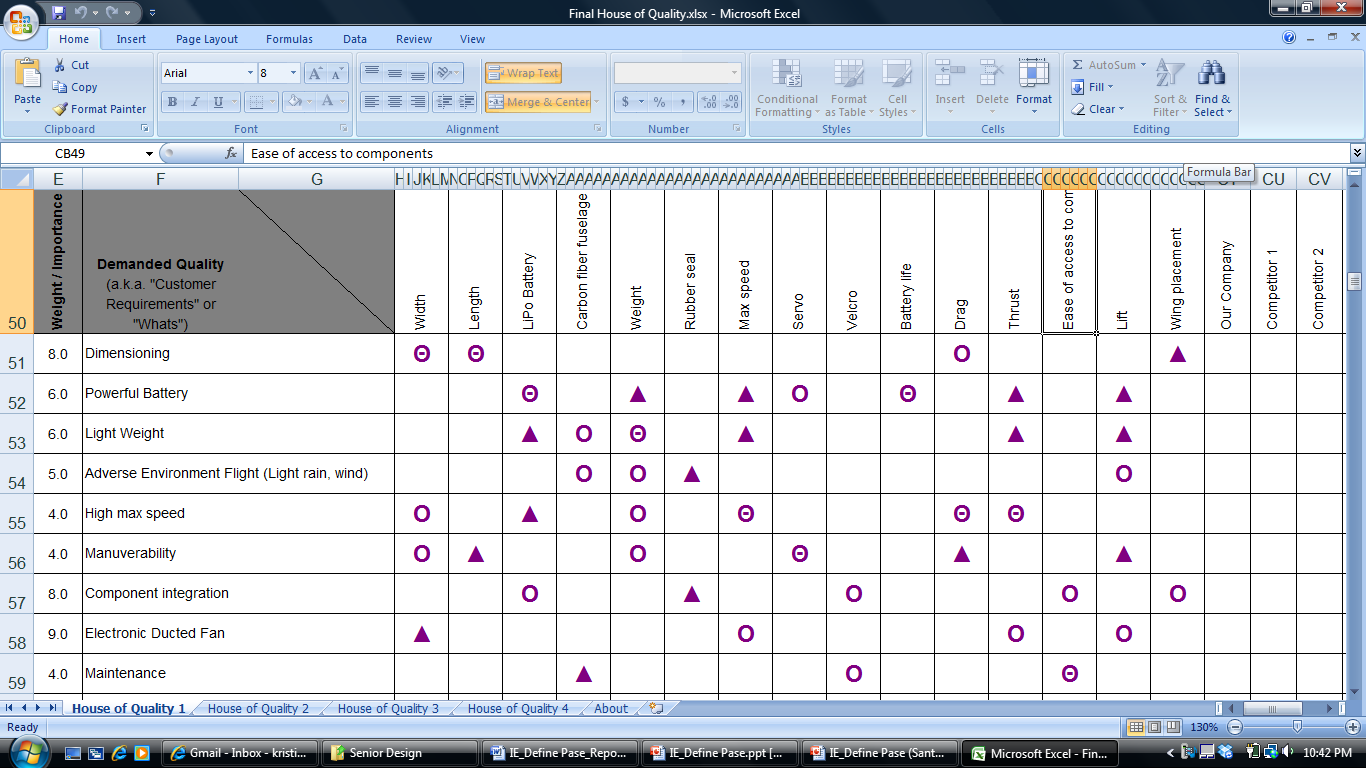 Final House of Quality.xlsx - Microsoft Excel
Home Insert Page Layout Formulas Data Review View
Paste
Cut
Copy
Format Painter
Clipboard
Arial 8
B I U
Font
Wrap Text
Merge & Center
Alignment
$ % ,
Number
Conditional Formatting
Format as Table
Cell Styles
Styles
Insert Delete Format
Cells
AutoSum
Fill
Clear
Sort & Filter
Find & Select
Editing
CB49 fx Ease of access to components
Formula Bar
E F G CU CV
50
Weight / Importance
Demanded Quality
(a.k.a. "Customer
Requirements" or
"Whats")
Width
Length
LiPo Battery
Carbon fiber fuselage
Weight
Rubber seal
Max speed
Servo
Velcro
Battery life
Drag
Thrust
Ease of access to com
Lift
Wing placement
Our Company
Competitor 1
Competitor 2
51 8.0 Dimensioning Θ Θ Ο ▲
52 6.0 Powerful Battery Θ ▲ ▲ Ο Θ ▲ ▲
53 6.0 Light Weight ▲ Ο Θ ▲ ▲ ▲
54 5.0 Adverse Environment Flight (Light rain, wind) Ο Ο ▲ Ο
55 4.0 High max speed Ο ▲ Ο Θ Θ Θ
56 4.0 Manuverability Ο ▲ Ο Θ ▲ ▲
57 8.0 Component integration Ο ▲ Ο Ο Ο
58 9.0 Electronic Ducted Fan ▲ Ο Ο Ο
59 4.0 Maintenance ▲ Ο Θ
House of Quality 1 House of Quality 2 House of Quality 3 House of Quality 4 About
Ready 130%
Gmail - Inbox - kristi... Senior Design IE_Define Pase_Repo... IE_Define Pase.ppt [... IE_Define Pase (Sant... Microsoft Excel - Fin... 10:42 PM